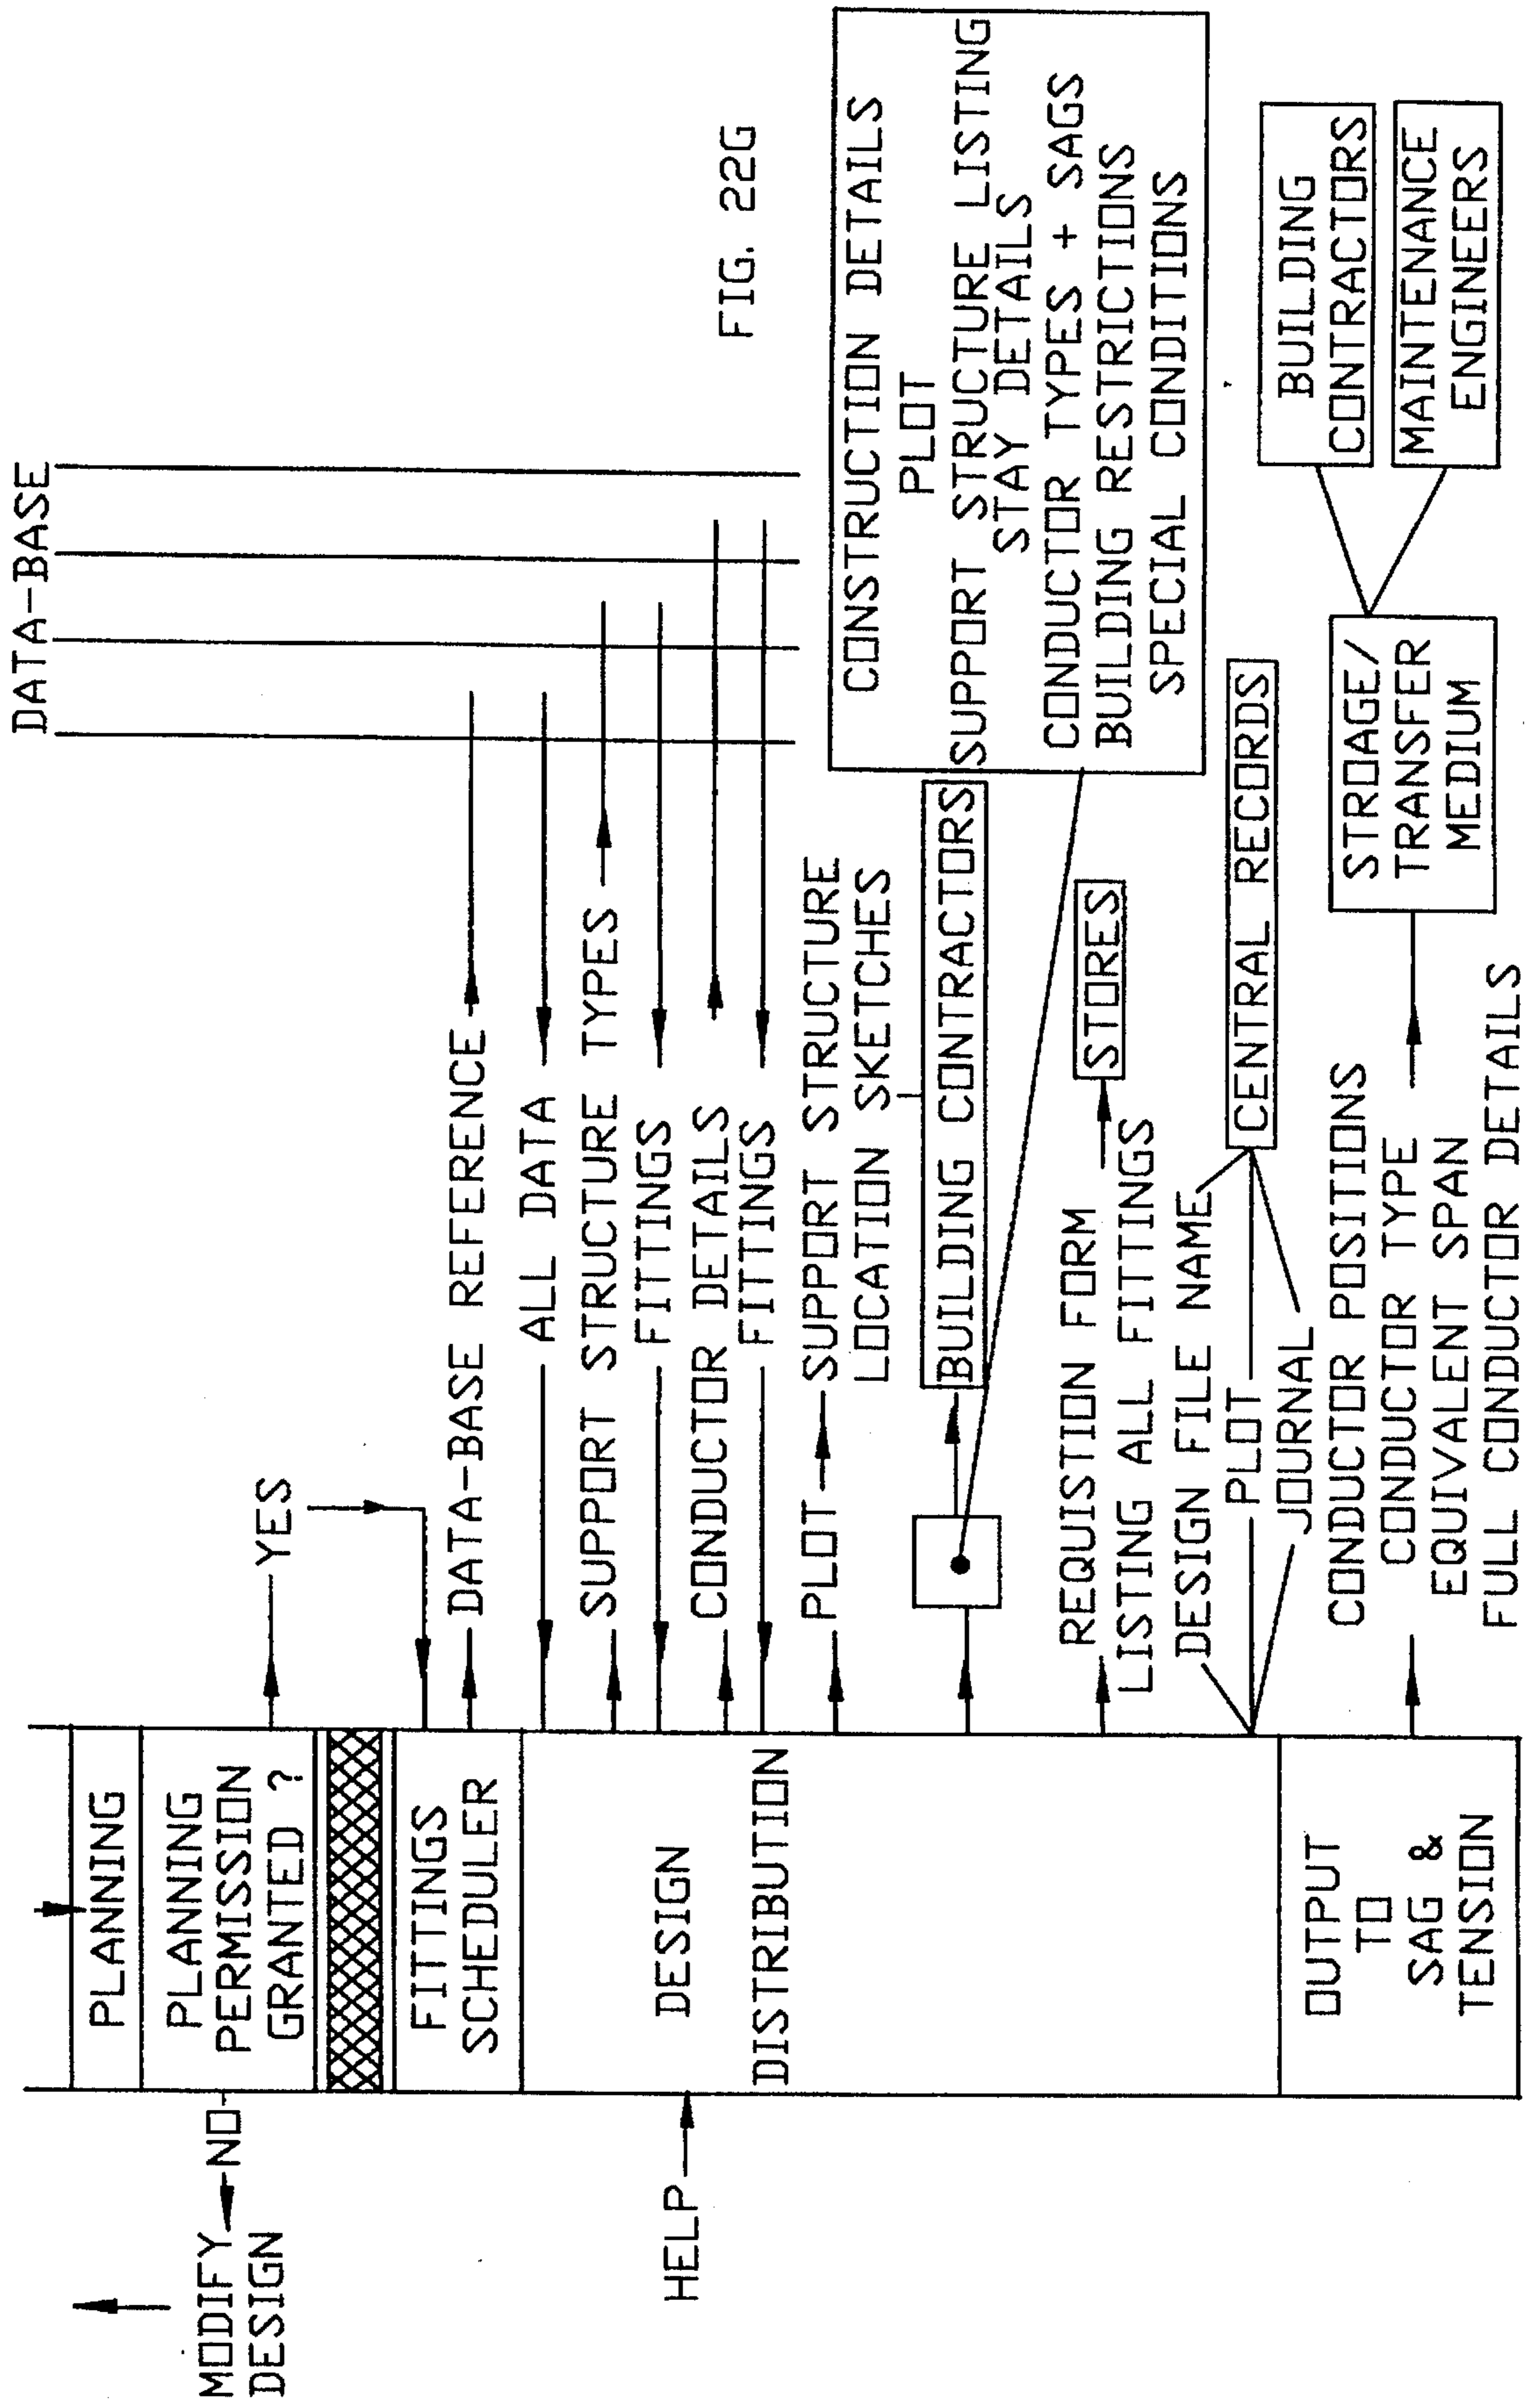 DATA-BASE
PLANNING
PLANNING
PERMISSION
GRANTED ?
YES
NO
MODIFY
DESIGN
FITTINGS
SCHEDULER
DATA-BASE REFERENCE
ALL DATA
SUPPORT STRUCTURE TYPES
FITTINGS
CONDUCTOR DETAILS
FITTINGS
FIG. 22G
HELP
DESIGN
DISTRIBUTION
PLOT
SUPPORT STRUCTURE
LOCATION SKETCHES
BUILDING CONTRACTORS
CONSTRUCTION DETAILS
PLOT
SUPPORT STRUCTURE LISTING
STAY DETAILS
CONDUCTOR TYPES + SAGS
BUILDING RESTRICTIONS
SPECIAL CONDITIONS
REQUISTION FORM
LISTING ALL FITTINGS
STORES
DESIGN FILE NAME
PLOT
JOURNAL
CENTRAL RECORDS
OUTPUT
TO
SAG &
TENSION
CONDUCTOR POSITIONS
CONDUCTOR TYPE
EQUIVALENT SPAN
FULL CONDUCTOR DETAILS
STROAGE/
TRANSFER
MEDIUM
BUILDING
CONTRACTORS
MAINTENANCE
ENGINEERS